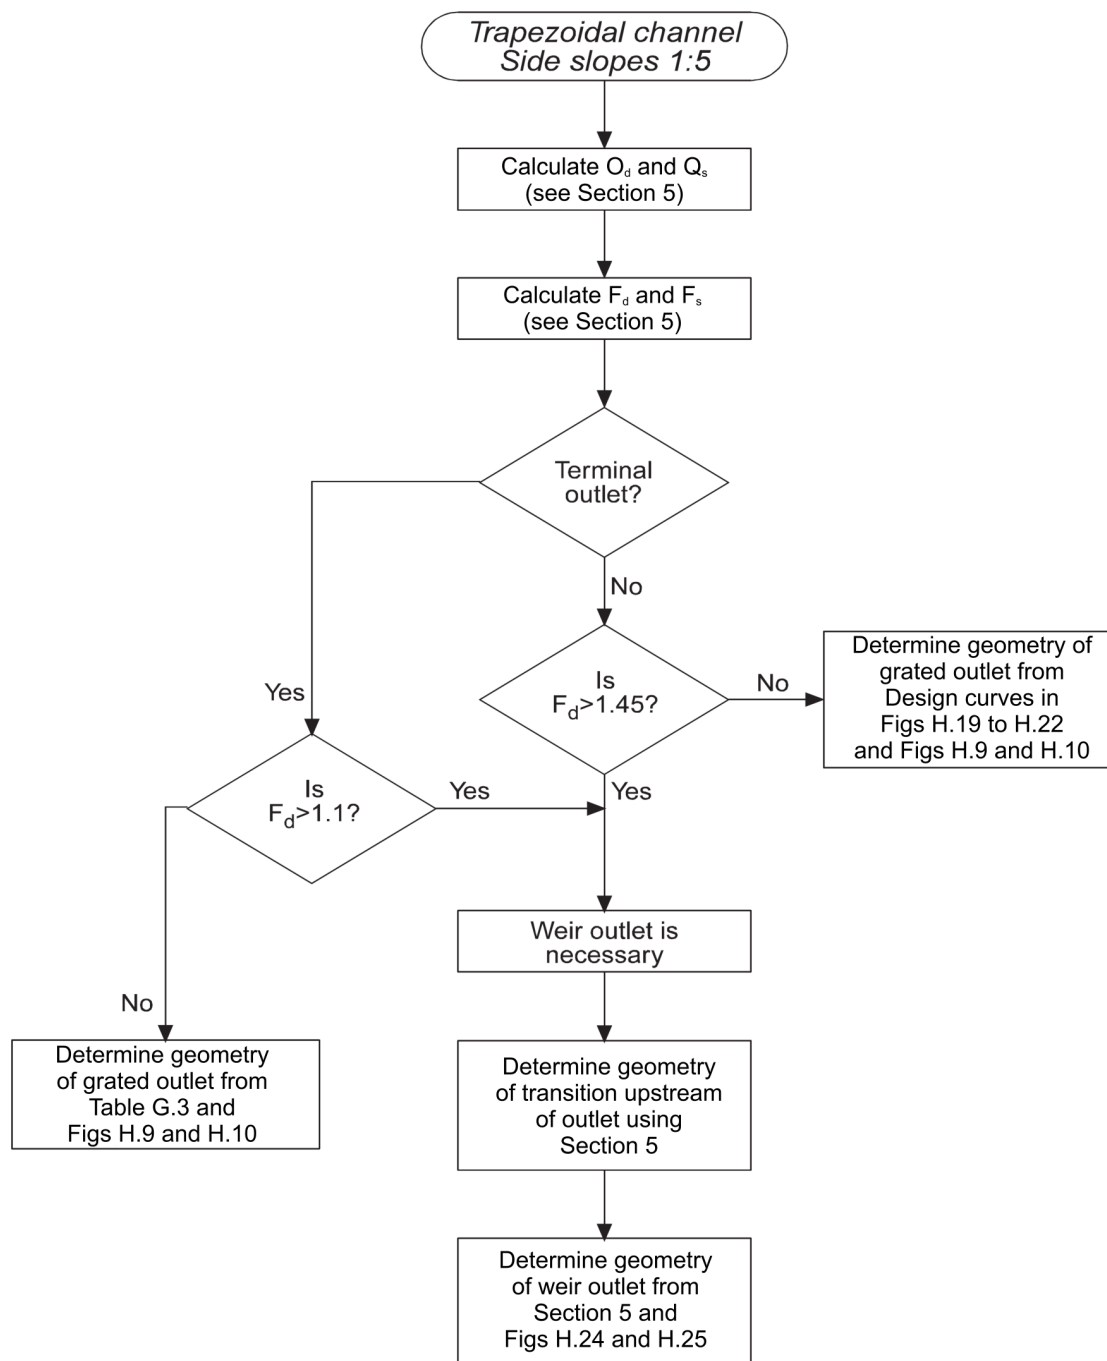 Trapezoidal channel
Side slopes 1:5
Calculate Od and Qs
(see Section 5)
Calculate Fd and Fs
(see Section 5)
Terminal
outlet?
No
Yes
Is
Fd>1.45?
No
Determine geometry of
grated outlet from
Design curves in
Figs H.19 to H.22
and Figs H.9 and H.10
Yes
Is
Fd>1.1?
Yes
No
Weir outlet is
necessary
Determine geometry
of grated outlet from
Table G.3 and
Figs H.9 and H.10
Determine geometry
of transition upstream
of outlet using
Section 5
Determine geometry
of weir outlet from
Section 5 and
Figs H.24 and H.25